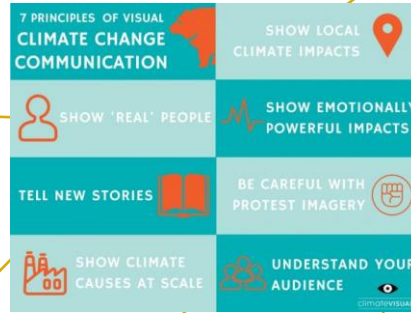 7 PRINCIPLES OF VISUAL
CLIMATE CHANGE
COMMUNICATION
SHOW LOCAL
CLIMATE IMPACTS
SHOW 'REAL' PEOPLE
SHOW EMOTIONALLY
POWERFUL IMPACTS
TELL NEW STORIES
BE CAREFUL WITH
PROTEST IMAGERY
SHOW CLIMATE
CAUSES AT SCALE
UNDERSTAND YOUR
AUDIENCE
climateVISUAL